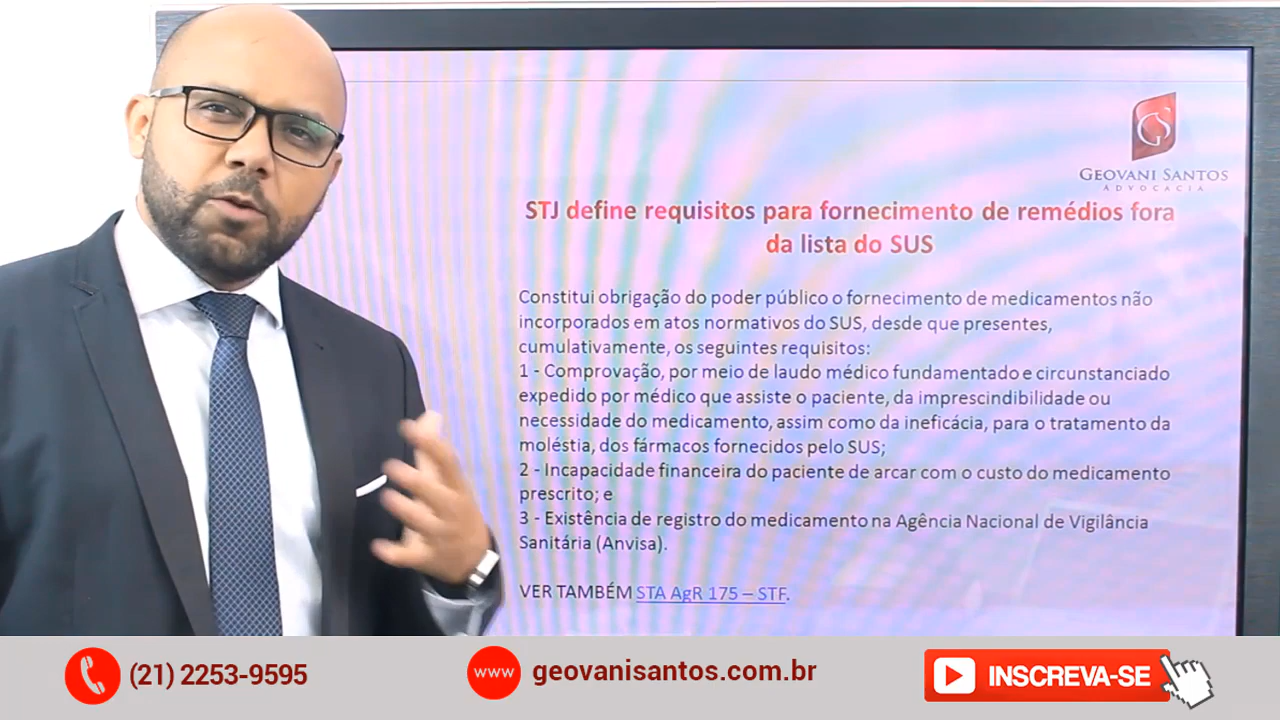 GS
GEOVANI SANTOS
ADVOCACIA
STJ define requisitos para fornecimento de remédios fora
da lista do SUS
Constitui obrigação do poder público o fornecimento de medicamentos não
incorporados em atos normativos do SUS, desde que presentes,
cumulativamente, os seguintes requisitos:
1 - Comprovação, por meio de laudo médico fundamentado e circunstanciado
expedido por médico que assiste o paciente, da imprescindibilidade ou
necessidade do medicamento, assim como da ineficácia, para o tratamento da
moléstia, dos fármacos fornecidos pelo SUS;
2 - Incapacidade financeira do paciente de arcar com o custo do medicamento
prescrito; e
3 - Existência de registro do medicamento na Agência Nacional de Vigilância
Sanitária (Anvisa).
VER TAMBÉM STA AgR 175 – STF.
(21) 2253-9595
www
geovanisantos.com.br
INSCREVA-SE